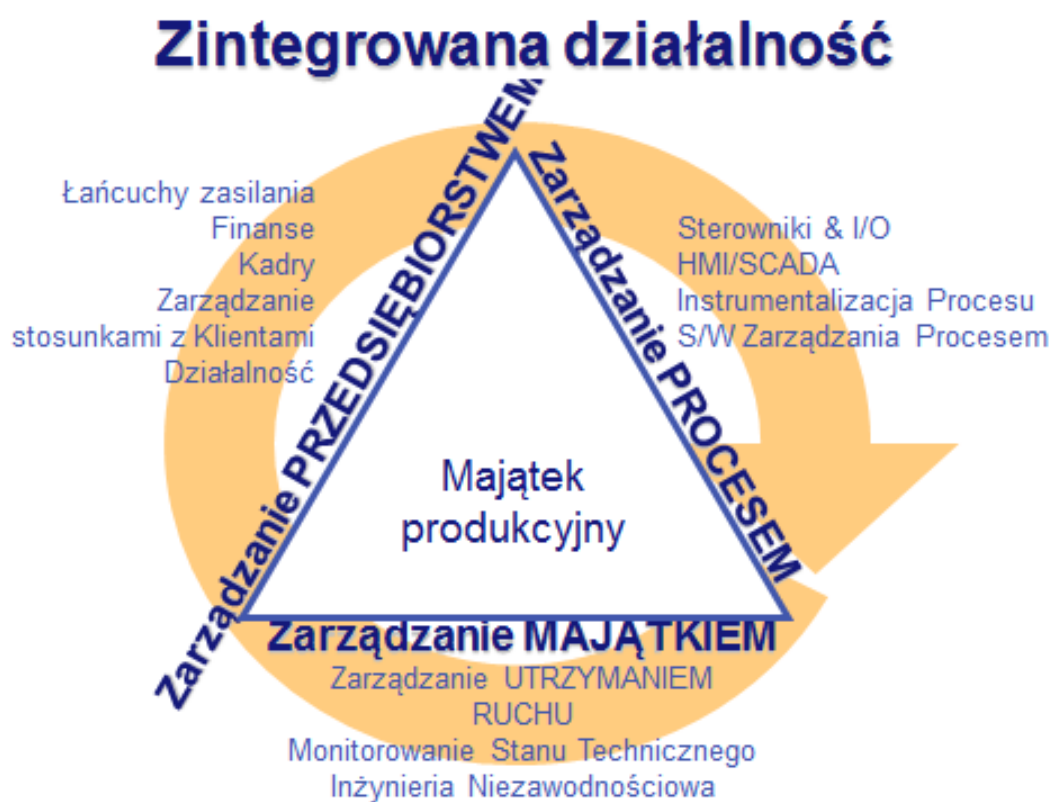 Zintegrowana działalność
Zarządzanie PRZEDSIĘBIORSTWEM
Łańcuchy zasilania
Finanse
Kadry
Zarządzanie
stosunkami z Klientami
Działalność
Zarządzanie PROCESEM
Sterowniki & I/O
HMI/SCADA
Instrumentalizacja Procesu
S/W Zarządzania Procesem
Majątek
produkcyjny
Zarządzanie MAJĄTKIEM
Zarządzanie UTRZYMANIEM
RUCHU
Monitorowanie Stanu Technicznego
Inżynieria Niezawodnościowa